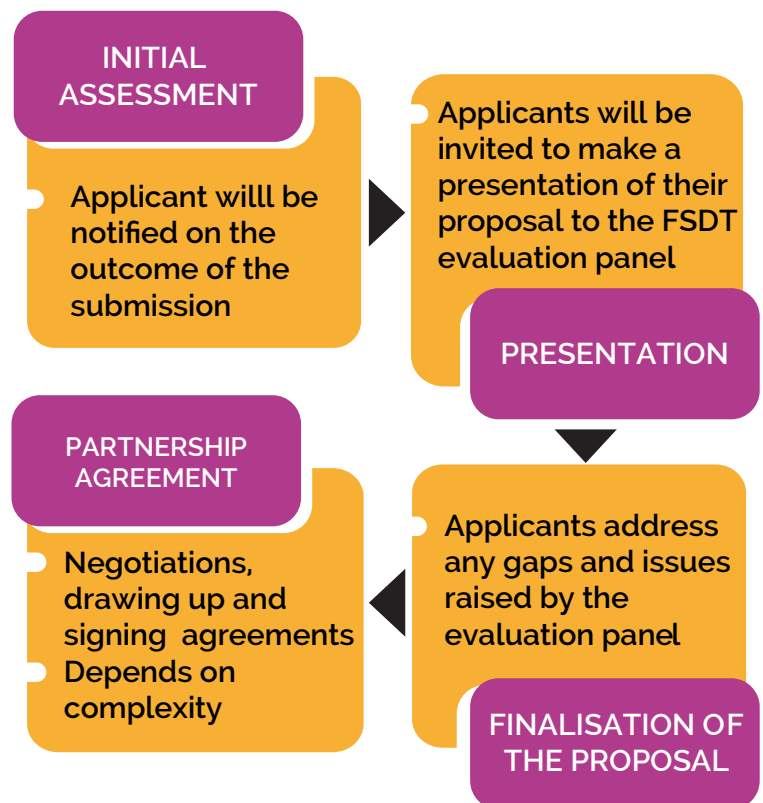 INITIAL
ASSESSMENT
Applicant willl be
notified on the
outcome of the
submission
Applicants will be
invited to make a
presentation of their
proposal to the FSDT
evaluation panel
PRESENTATION
Applicants address
any gaps and issues
raised by the
evaluation panel
FINALISATION OF
THE PROPOSAL
PARTNERSHIP
AGREEMENT
Negotiations,
drawing up and
signing agreements
Depends on
complexity